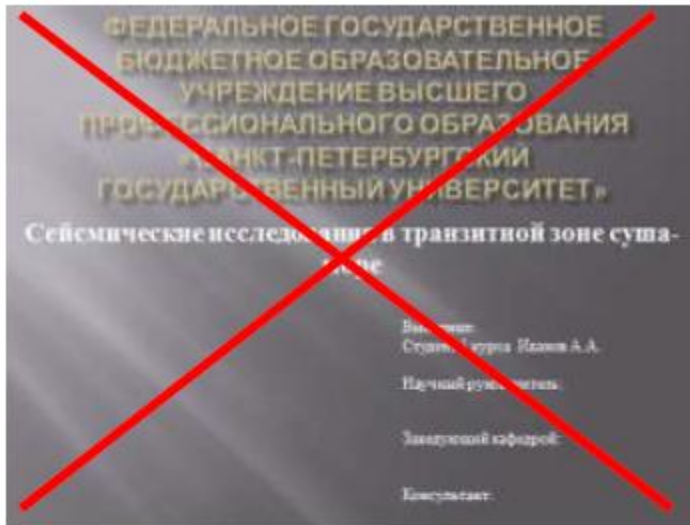 ФЕДЕРАЛЬНОЕ ГОСУДАРСТВЕННОЕ
БЮДЖЕТНОЕ ОБРАЗОВАТЕЛЬНОЕ
УЧРЕЖДЕНИЕ ВЫСШЕГО
ПРОФЕССИОНАЛЬНОГО ОБРАЗОВАНИЯ
«САНКТ-ПЕТЕРБУРГСКИЙ
ГОСУДАРСТВЕННЫЙ УНИВЕРСИТЕТ»
Сейсмические исследования в транзитной зоне суша-
море
Студент курса Иванов А.А.
Научный руководитель:
Заведующий кафедрой:
Консультант: